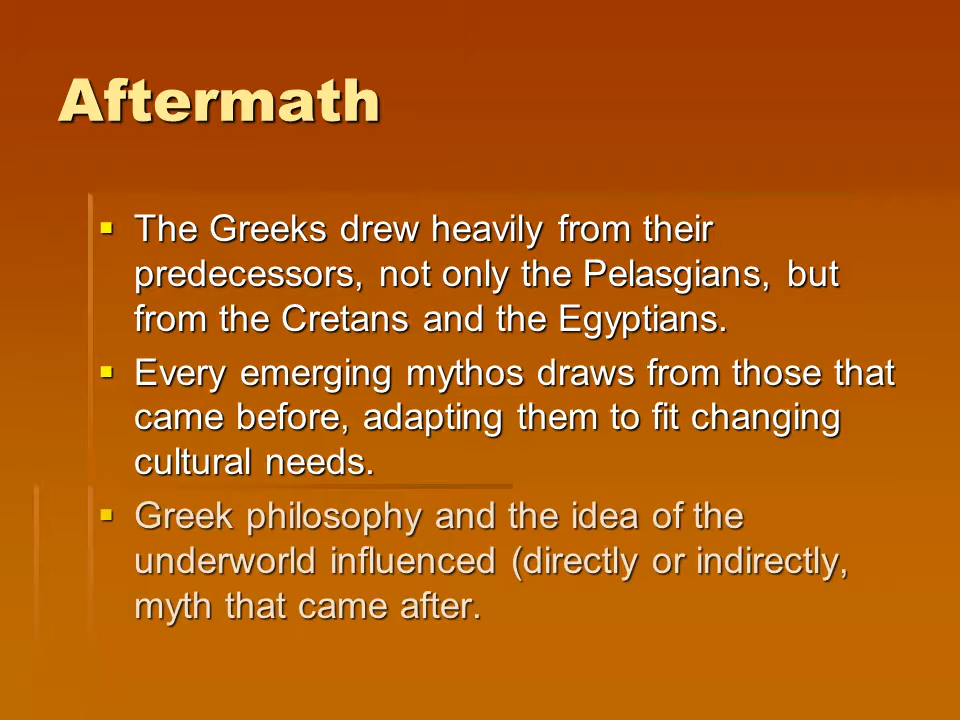 Aftermath
The Greeks drew heavily from their
predecessors, not only the Pelasgians, but
from the Cretans and the Egyptians.
Every emerging mythos draws from those that
came before, adapting them to fit changing
cultural needs.
Greek philosophy and the idea of the
underworld influenced (directly or indirectly,
myth that came after.